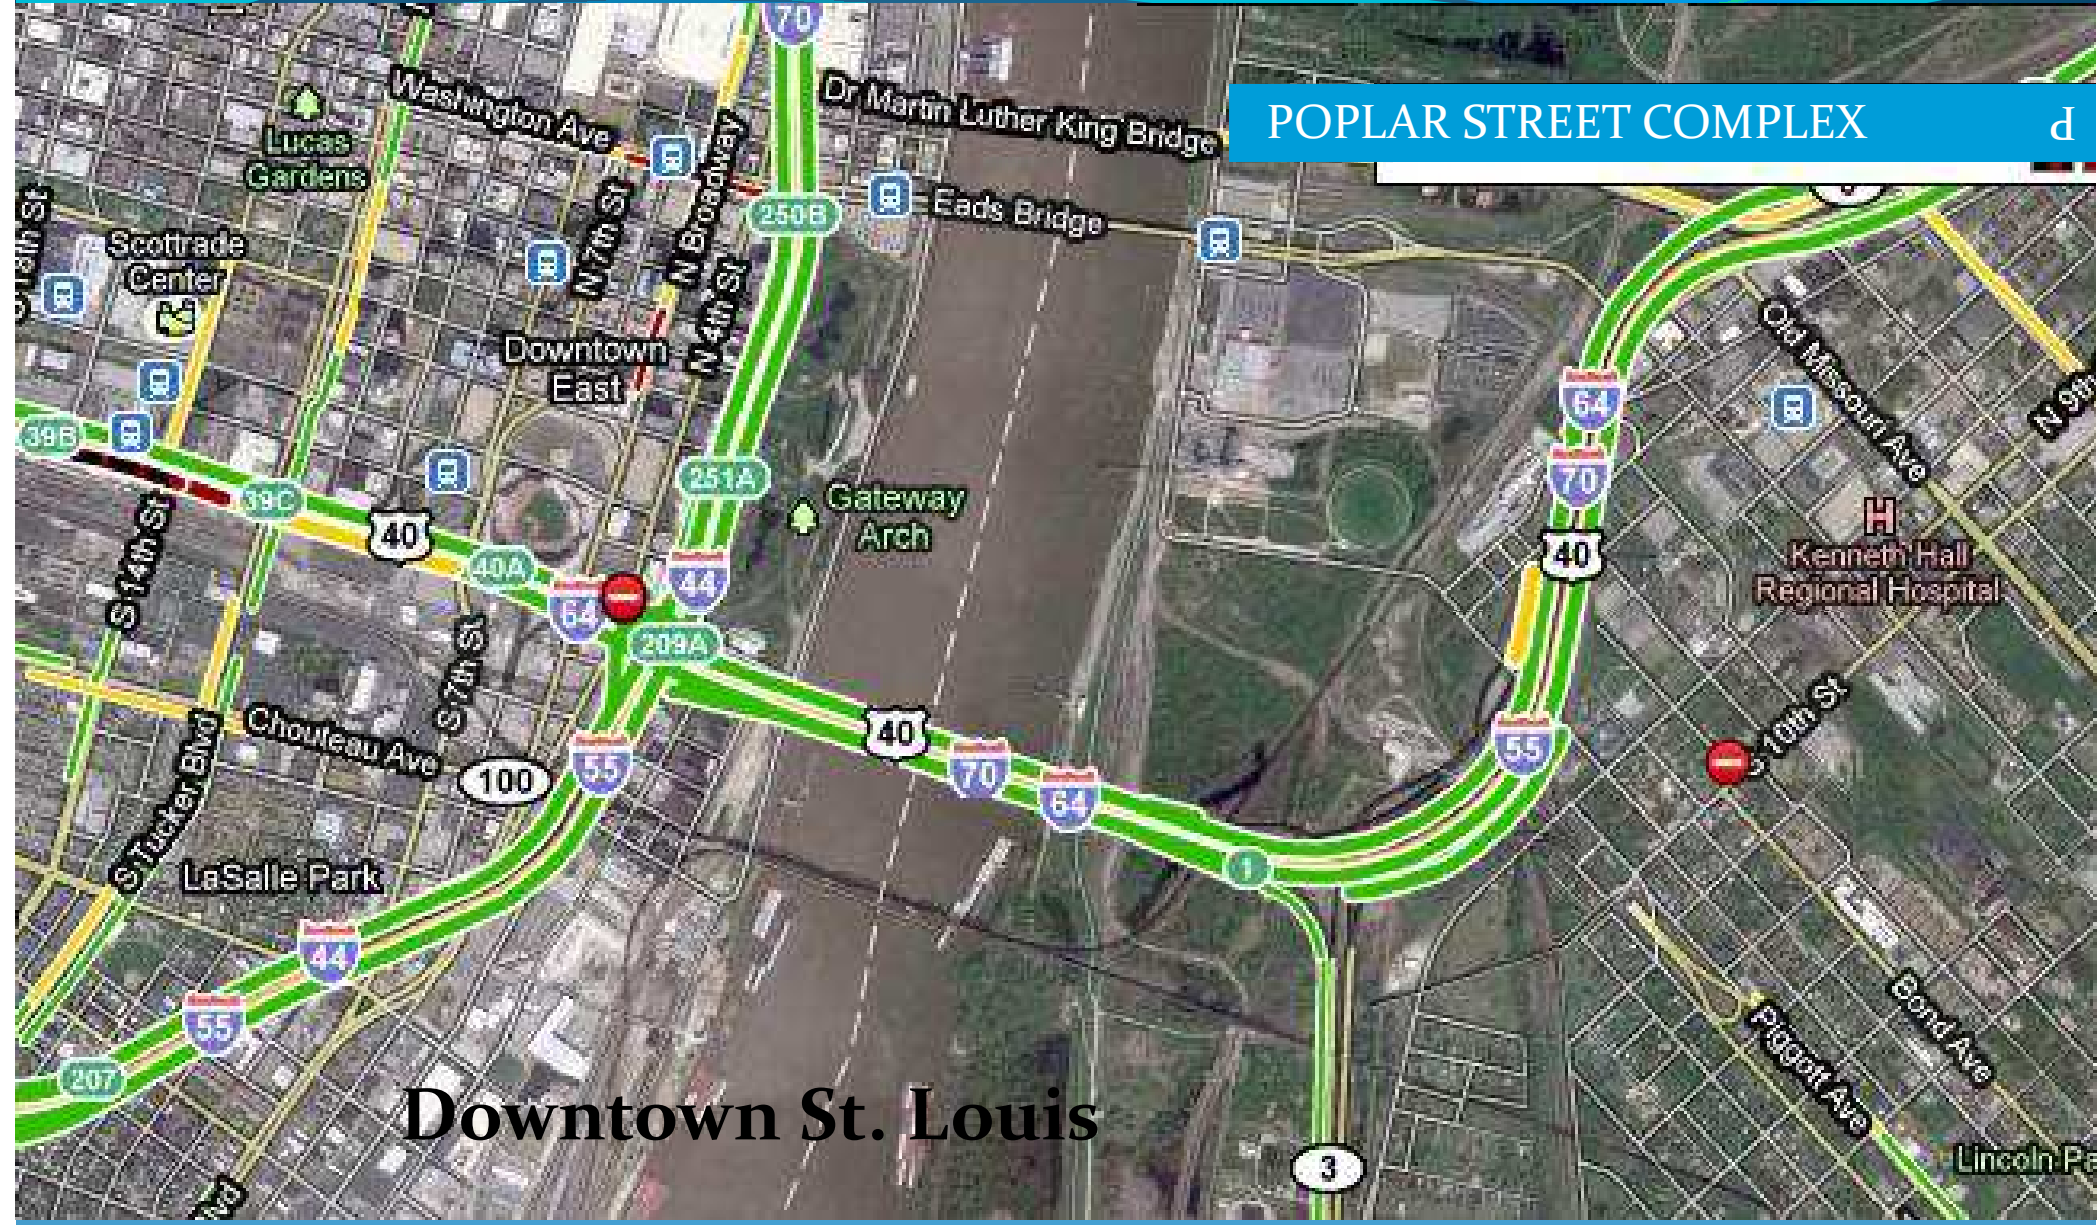 70
Washington Ave
Dr Martin Luther King Bridge
POPLAR STREET COMPLEX
Lucas
Gardens
N Broadway
N 7th St
250B
Eads Bridge
Scottrade
Center
N 4th St
Downtown
East
Old Missouri Ave
64
N 9th
39B
251A
70
39C
40
Gateway
Arch
H
Kenneth Hall
Regional Hospital
S 14th St
40A
64
44
40
209A
S 7th St
S 10th St
Chouteau Ave
100
55
40
70
64
55
S Tucker Blvd
LaSalle Park
1
44
55
Bond Ave
207
Piggott Ave
Downtown St. Louis
3
Lincoln